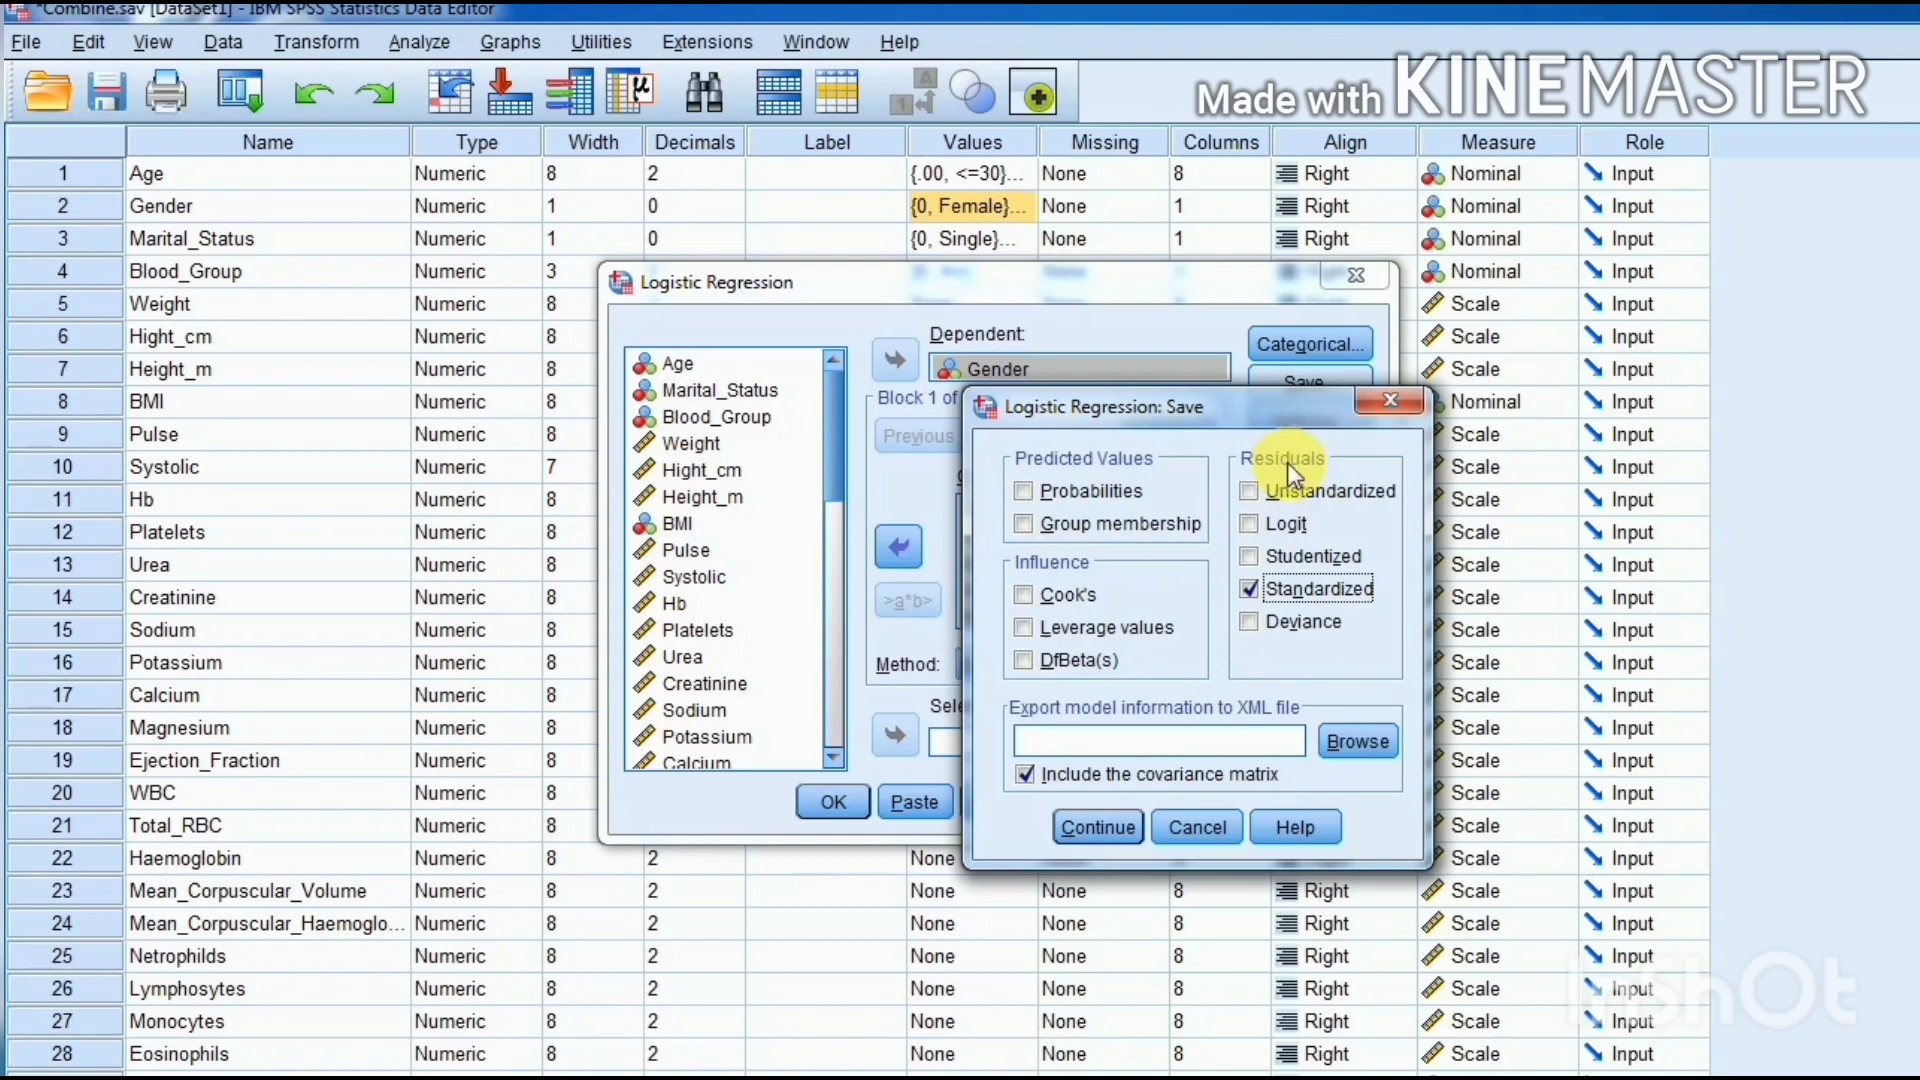 *Combine.sav [DataSet1] - IBM SPSS Statistics Data Editor
File Edit View Data Transform Analyze Graphs Utilities Extensions Window Help
Made with KINEMASTER
Name Type Width Decimals Label Values Missing Columns Align Measure Role
1 Age Numeric 8 2 {.00, <=30}... None 8 Right Nominal Input
2 Gender Numeric 1 0 {0, Female}... None 1 Right Nominal Input
3 Marital_Status Numeric 1 0 {0, Single}... None 1 Right Nominal Input
4 Blood_Group Numeric 3 Nominal Input
5 Weight Numeric 8 Scale Input
6 Hight_cm Numeric 8 Scale Input
7 Height_m Numeric 8 Scale Input
8 BMI Numeric 8 Nominal Input
9 Pulse Numeric 8 Scale Input
10 Systolic Numeric 7 Scale Input
11 Hb Numeric 8 Scale Input
12 Platelets Numeric 8 Scale Input
13 Urea Numeric 8 Scale Input
14 Creatinine Numeric 8 Scale Input
15 Sodium Numeric 8 Scale Input
16 Potassium Numeric 8 Scale Input
17 Calcium Numeric 8 Scale Input
18 Magnesium Numeric 8 Scale Input
19 Ejection_Fraction Numeric 8 Scale Input
20 WBC Numeric 8 Scale Input
21 Total_RBC Numeric 8 Scale Input
22 Haemoglobin Numeric 8 2 None Scale Input
23 Mean_Corpuscular_Volume Numeric 8 2 None None 8 Right Scale Input
24 Mean_Corpuscular_Haemoglo... Numeric 8 2 None None 8 Right Scale Input
25 Netrophilds Numeric 8 2 None None 8 Right Scale Input
26 Lymphosytes Numeric 8 2 None None 8 Right Scale Input
27 Monocytes Numeric 8 2 None None 8 Right Scale Input
28 Eosinophils Numeric 8 2 None None 8 Right Scale Input
Logistic Regression
Dependent:
Gender
Categorical...
Save
Block 1 of
Previous
Age
Marital_Status
Blood_Group
Weight
Hight_cm
Height_m
BMI
Pulse
Systolic
Hb
Platelets
Urea
Creatinine
Sodium
Potassium
Calcium
>a*b>
Method:
Sele
OK Paste
Logistic Regression: Save
Predicted Values
Probabilities
Group membership
Influence
Cook's
Leverage values
DfBeta(s)
Residuals
Unstandardized
Logit
Studentized
Standardized
Deviance
Export model information to XML file
Browse
Include the covariance matrix
Continue Cancel Help
InShOt